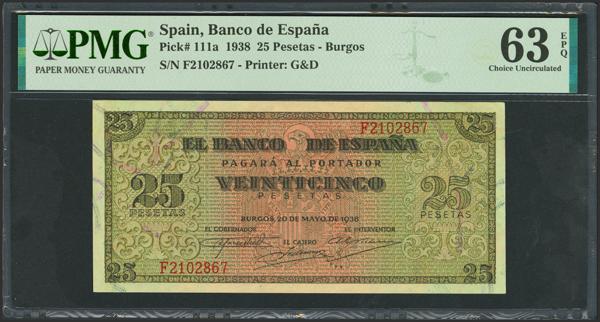 PMG
PAPER MONEY GUARANTY
Spain, Banco de España
Pick# 111a 1938 25 Pesetas - Burgos
S/N F2102867 - Printer: G&D
63 EPQ
Choice Uncirculated
25 25
F2102867
EL BANCO DE ESPAÑA
PAGARÁ AL PORTADOR
VEINTICINCO
PESETAS
25 PESETAS
25 PESETAS
BURGOS, 20 DE MAYO DE 1938
EL GOBERNADOR EL CAJERO EL INTERVENTOR
F2102867
25 25